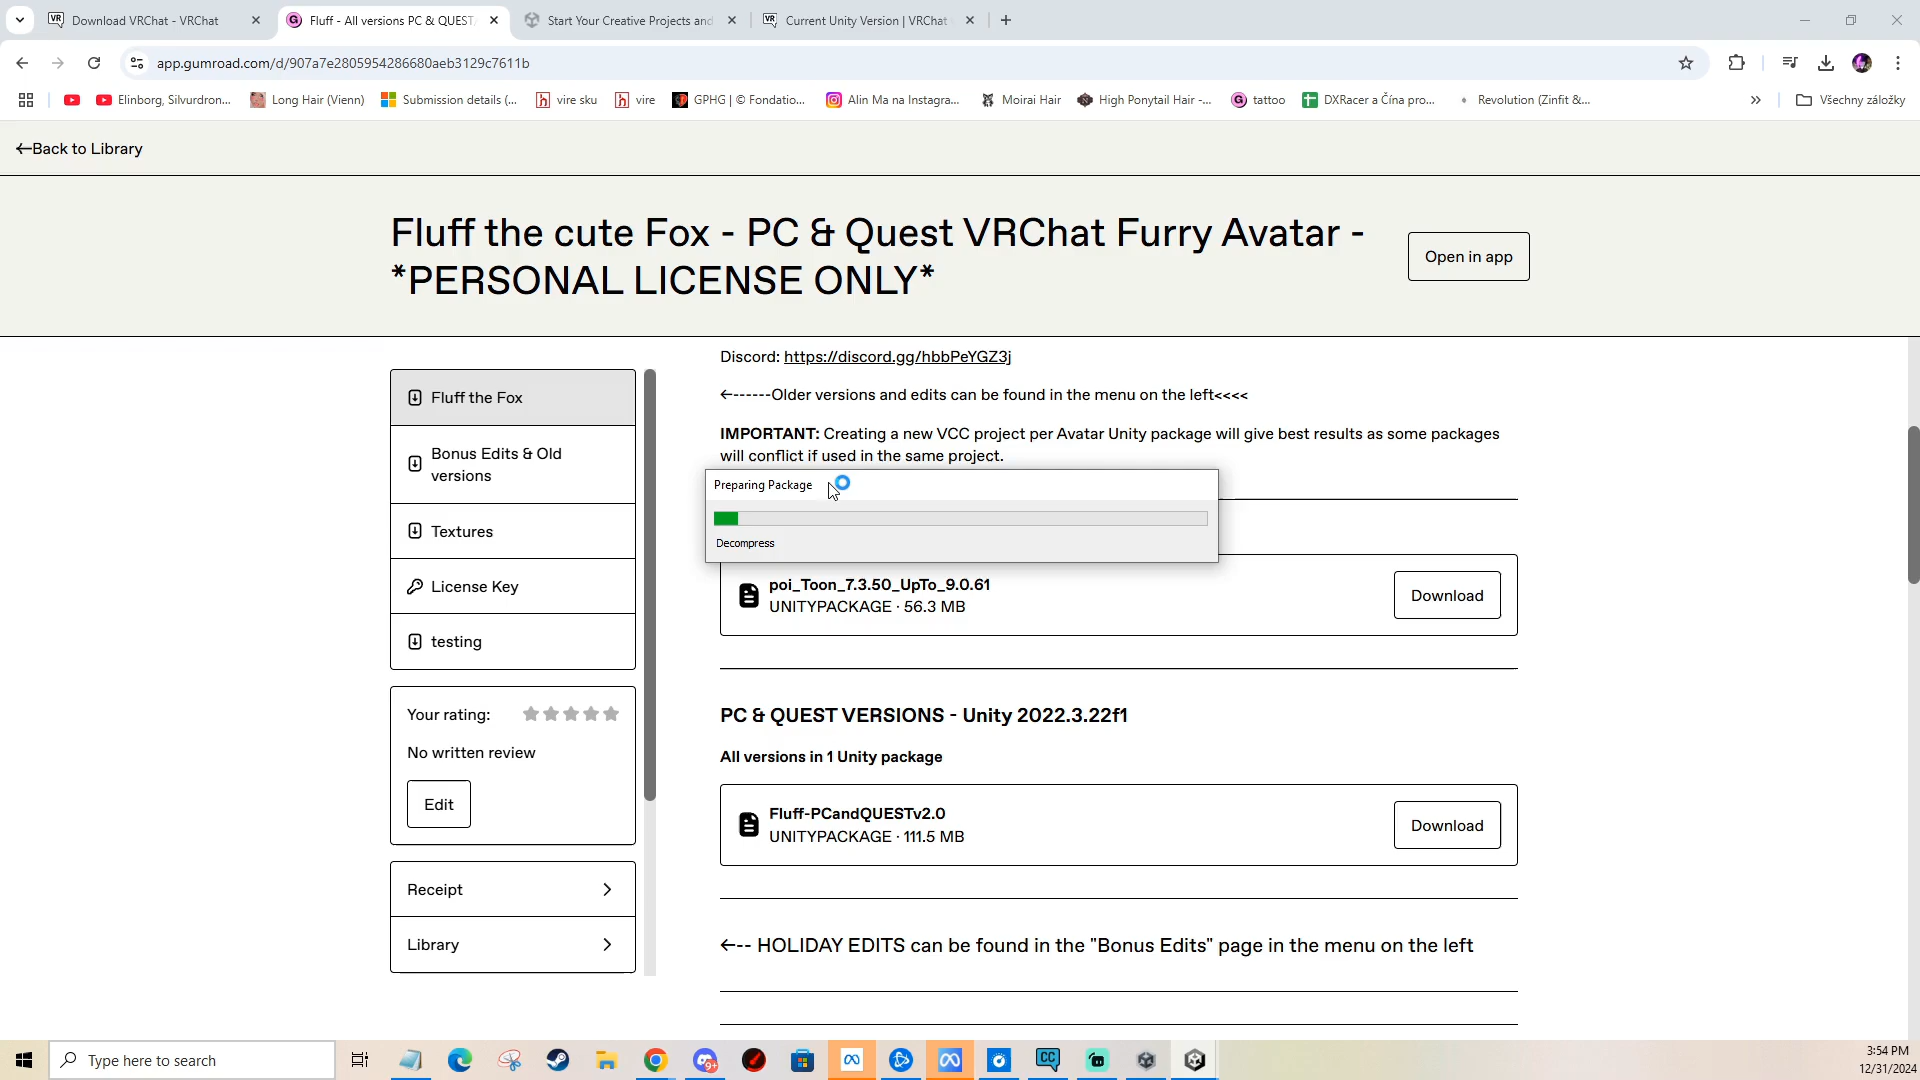 Download VRChat - VRChat
Fluff - All versions PC & QUEST
Start Your Creative Projects and
Current Unity Version | VRChat
app.gumroad.com/d/907a7e2805954286680aeb3129c7611b
Elinborg, Silvurdron...
Long Hair (Vienn)
Submission details (...
vire sku
vire
GPHG | © Fondatio...
Alin Ma na Instagra...
Moirai Hair
High Ponytail Hair -...
tattoo
DXRacer a Čína pro...
Revolution (Zinfit &...
»
Všechny záložky
←Back to Library
Fluff the cute Fox - PC & Quest VRChat Furry Avatar -
*PERSONAL LICENSE ONLY*
Open in app
Fluff the Fox
Bonus Edits & Old
versions
Textures
License Key
testing
Your rating:
No written review
Edit
Receipt
Library
Discord: https://discord.gg/hbbPeYGZ3j
<------Older versions and edits can be found in the menu on the left<<<<
IMPORTANT: Creating a new VCC project per Avatar Unity package will give best results as some packages
will conflict if used in the same project.
Preparing Package
Decompress
poi_Toon_7.3.50_UpTo_9.0.61
UNITYPACKAGE · 56.3 MB
Download
PC & QUEST VERSIONS - Unity 2022.3.22f1
All versions in 1 Unity package
Fluff-PCandQUESTv2.0
UNITYPACKAGE · 111.5 MB
Download
<-- HOLIDAY EDITS can be found in the "Bonus Edits" page in the menu on the left
Type here to search
9+
CC
3:54 PM
12/31/2024